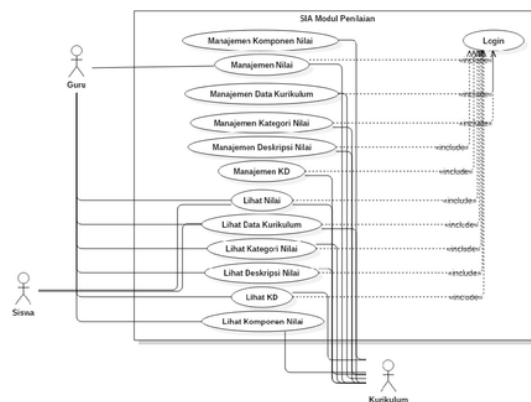 SIA Modul Penilaian
Manajemen Komponen Nilai
Login
Manajemen Nilai
«include»
Guru
Manajemen Data Kurikulum
«include»
Manajemen Kategori Nilai
«include»
Manajemen Deskripsi Nilai
«include»
Manajemen KD
«include»
Lihat Nilai
«include»
Lihat Data Kurikulum
«include»
Lihat Kategori Nilai
«include»
Lihat Deskripsi Nilai
«include»
Lihat KD
«include»
Siswa
Lihat Komponen Nilai
Kurikulum